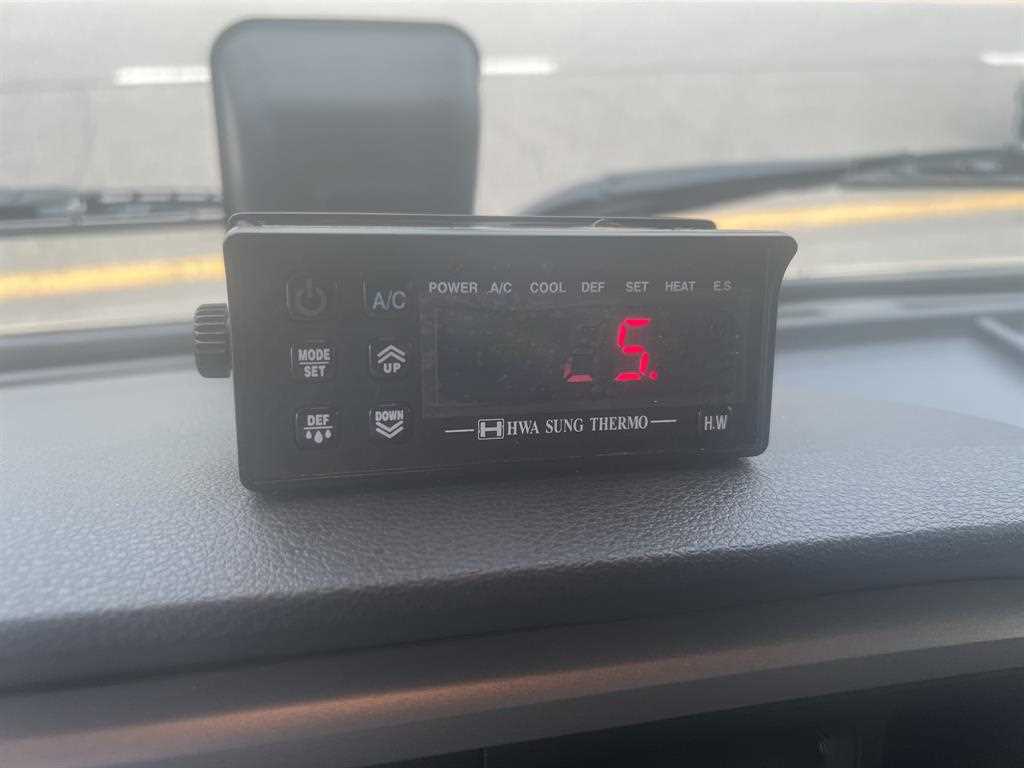 POWER A/C COOL DEF SET HEAT E.S
A/C
MODE
SET
UP
5.
DEF
DOWN
HWA SUNG THERMO
H.W